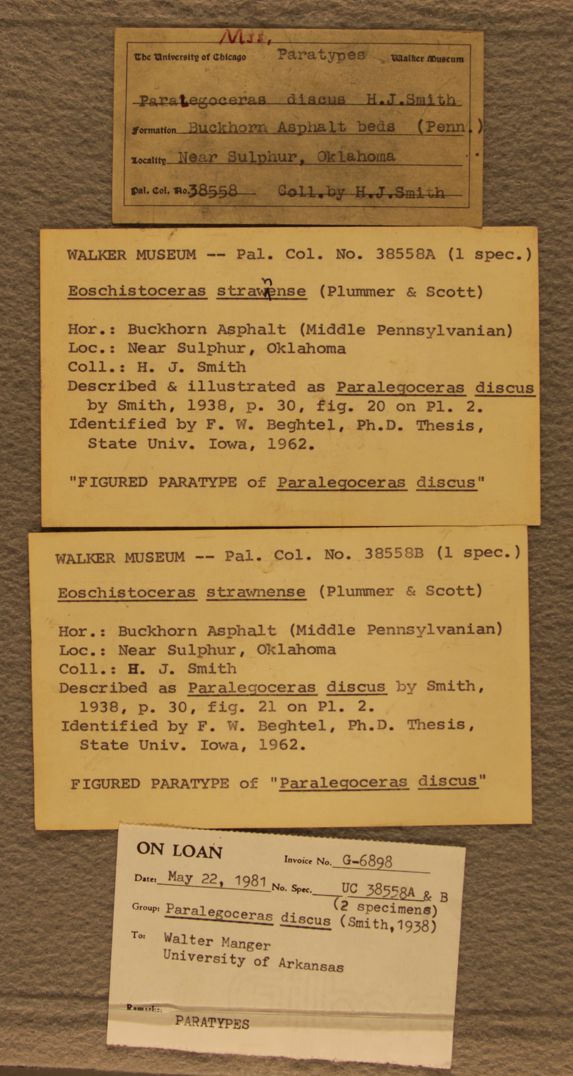 Mss,
The University of Chicago Paratypes Walker Museum
Paralegoceras discus H.J.Smith
Formation Buckhorn Asphalt beds (Penn.)
Locality Near Sulphur, Oklahoma
Pal. Col. No. 38558 Coll.by H.J.Smith
WALKER MUSEUM -- Pal. Col. No. 38558A (1 spec.)
Eoschistoceras strawnense (Plummer & Scott)
Hor.: Buckhorn Asphalt (Middle Pennsylvanian)
Loc.: Near Sulphur, Oklahoma
Coll.: H. J. Smith
Described & illustrated as Paralegoceras discus
by Smith, 1938, p. 30, fig. 20 on Pl. 2.
Identified by F. W. Beghtel, Ph.D. Thesis,
State Univ. Iowa, 1962.
"FIGURED PARATYPE of Paralegoceras discus"
WALKER MUSEUM -- Pal. Col. No. 38558B (1 spec.)
Eoschistoceras strawnense (Plummer & Scott)
Hor.: Buckhorn Asphalt (Middle Pennsylvanian)
Loc.: Near Sulphur, Oklahoma
Coll.: H. J. Smith
Described as Paralegoceras discus by Smith,
1938, p. 30, fig. 21 on Pl. 2.
Identified by F. W. Beghtel, Ph.D. Thesis,
State Univ. Iowa, 1962.
FIGURED PARATYPE of "Paralegoceras discus"
ON LOAN Invoice No. G-6898
Date: May 22, 1981 No. Spec. UC 38558A & B
(2 specimens)
Group: Paralegoceras discus (Smith,1938)
To: Walter Manger
University of Arkansas
Remarks:
PARATYPES